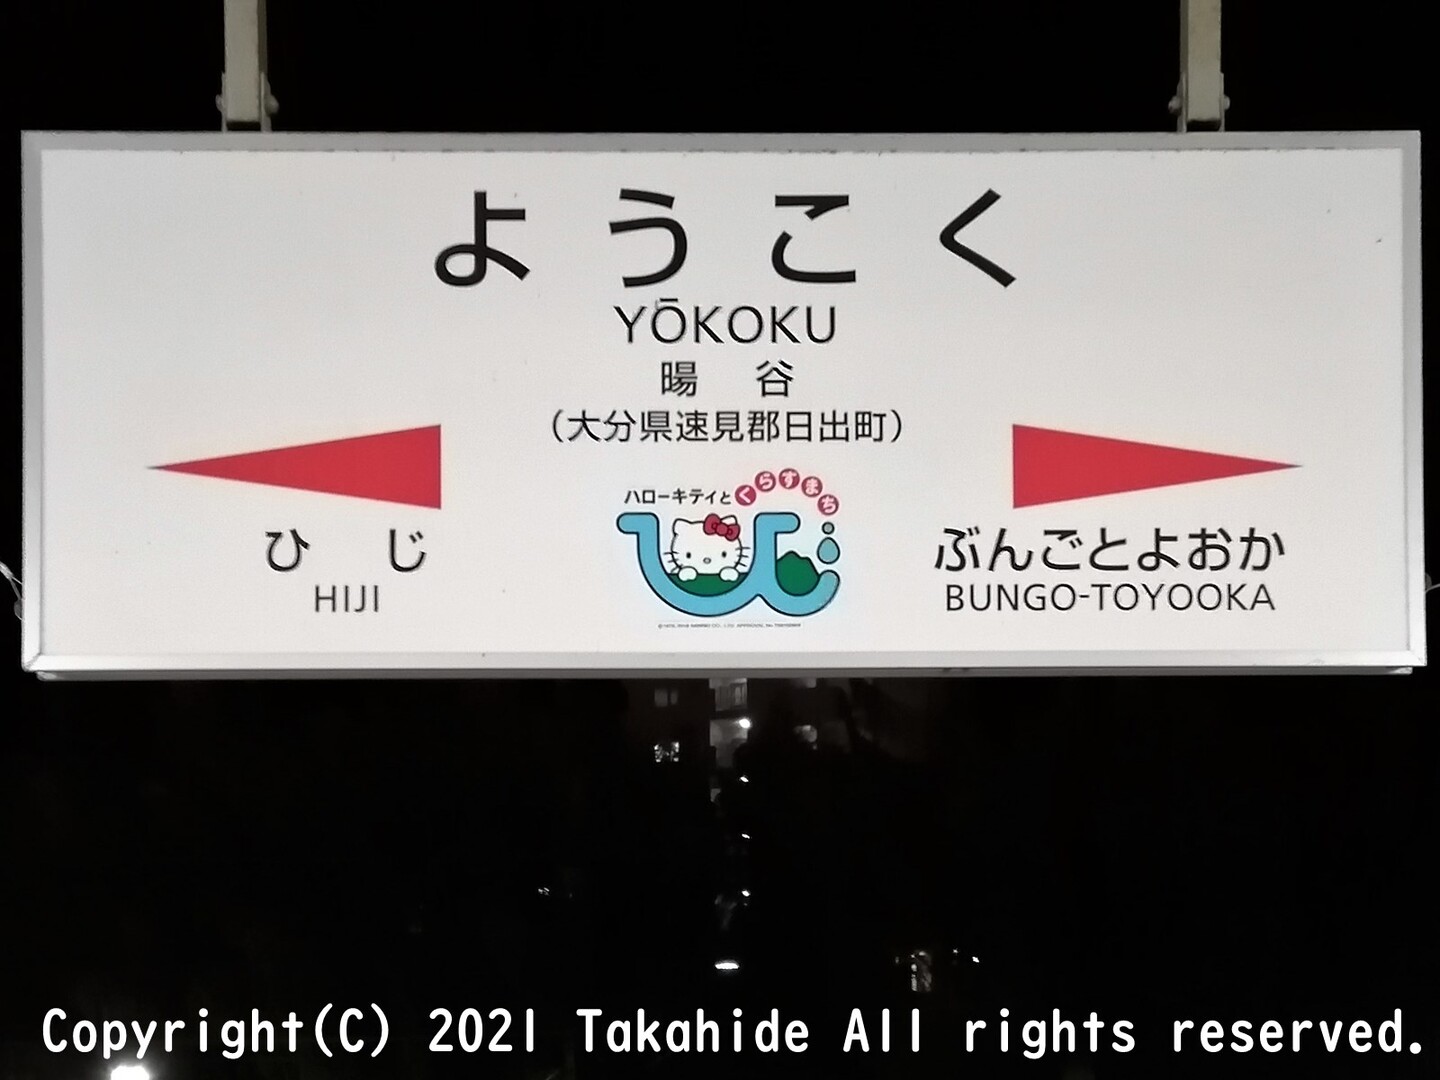 ようこく
YŌKOKU
暘谷
（大分県速見郡日出町）
ハローキティとくらすまち
ひじ
HIJI
ぶんごとよおか
BUNGO-TOYOOKA
Copyright(C) 2021 Takahide All rights reserved.